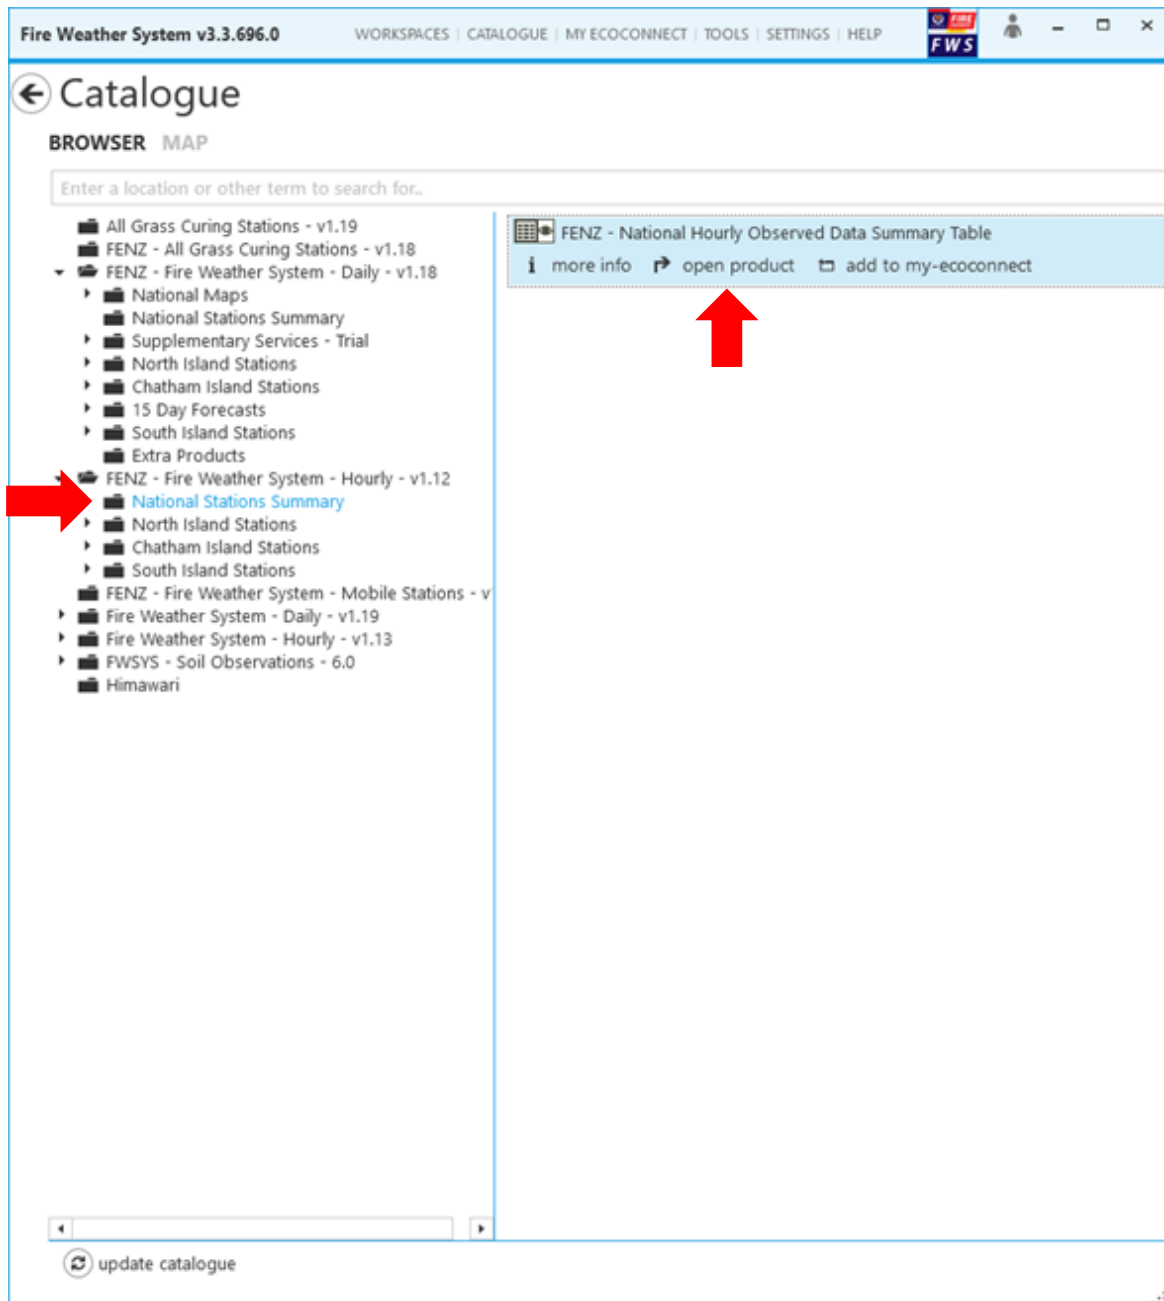 Fire Weather System v3.3.696.0 WORKSPACES | CATALOGUE | MY ECOCONNECT | TOOLS | SETTINGS | HELP FIRE FWS
Catalogue
BROWSER MAP
Enter a location or other term to search for..
All Grass Curing Stations - v1.19
FENZ - All Grass Curing Stations - v1.18
FENZ - Fire Weather System - Daily - v1.18
National Maps
National Stations Summary
Supplementary Services - Trial
North Island Stations
Chatham Island Stations
15 Day Forecasts
South Island Stations
Extra Products
FENZ - Fire Weather System - Hourly - v1.12
National Stations Summary
North Island Stations
Chatham Island Stations
South Island Stations
FENZ - Fire Weather System - Mobile Stations - v
Fire Weather System - Daily - v1.19
Fire Weather System - Hourly - v1.13
FWSYS - Soil Observations - 6.0
Himawari
FENZ - National Hourly Observed Data Summary Table
i more info open product add to my-ecoconnect
update catalogue